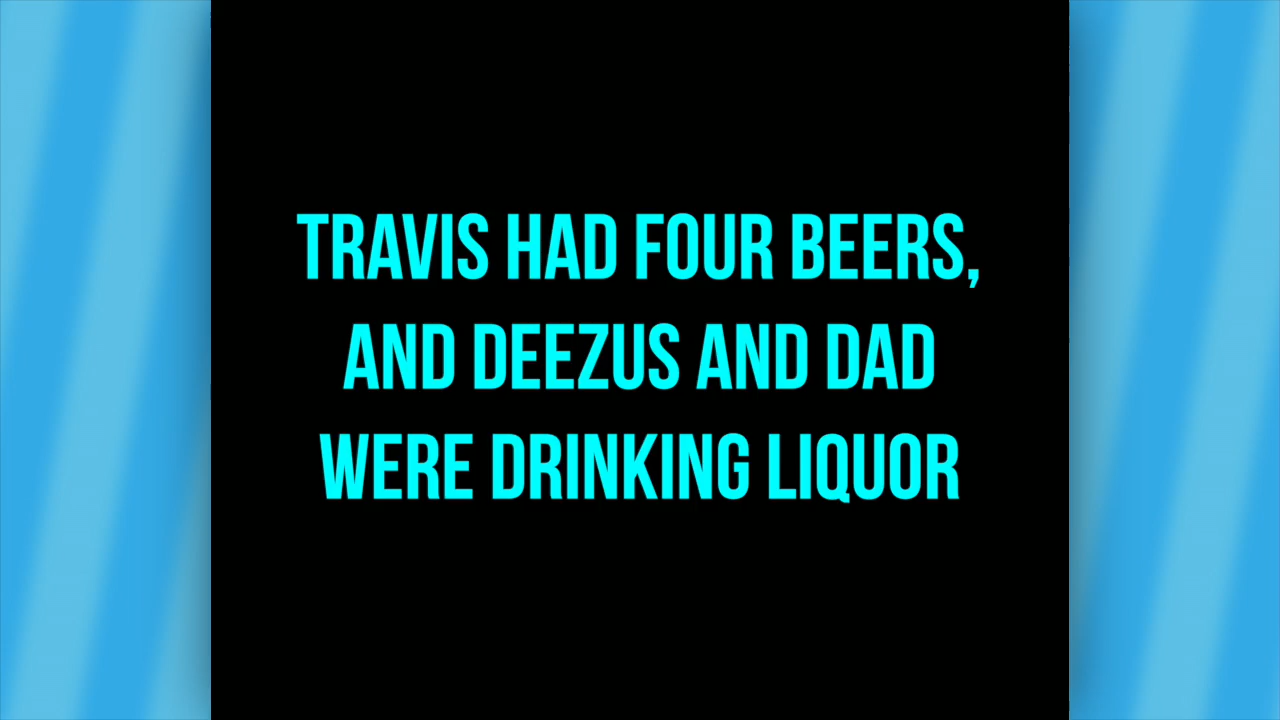 TRAVIS HAD FOUR BEERS,
AND DEEZUS AND DAD
WERE DRINKING LIQUOR